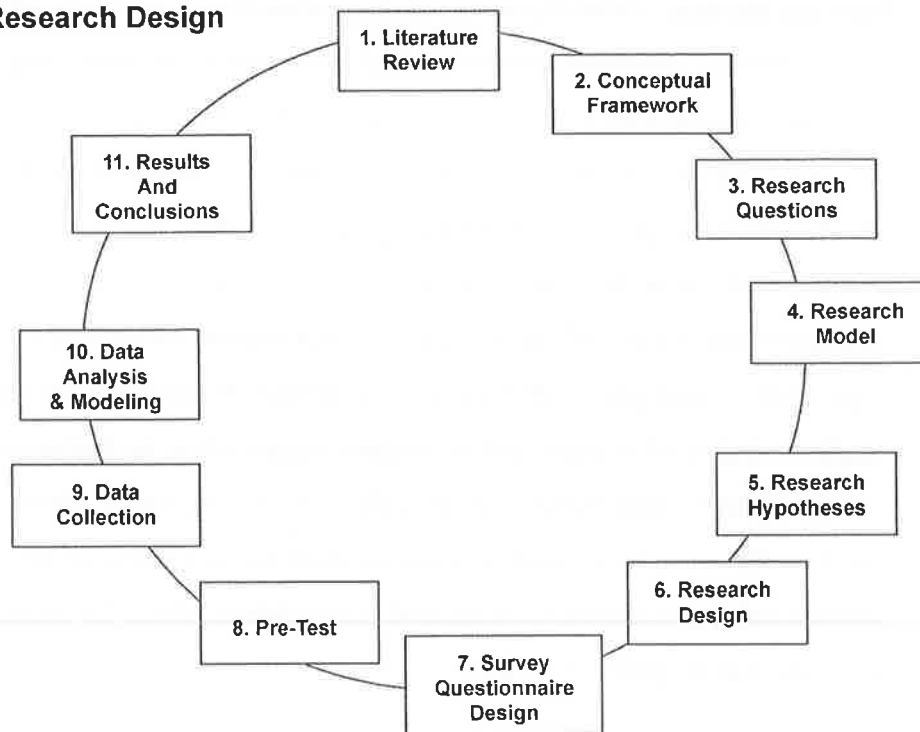 Research Design
1. Literature
Review
2. Conceptual
Framework
3. Research
Questions
4. Research
Model
5. Research
Hypotheses
6. Research
Design
7. Survey
Questionnaire
Design
8. Pre-Test
9. Data
Collection
10. Data
Analysis
& Modeling
11. Results
And
Conclusions